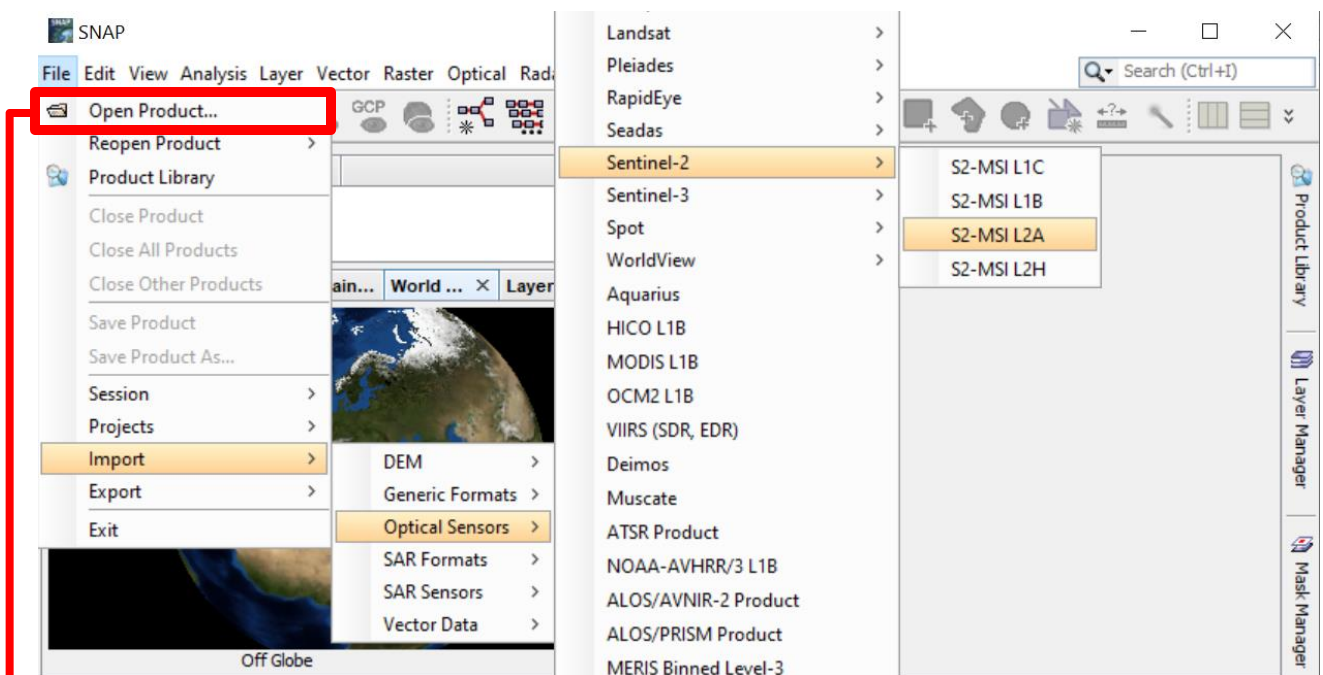 SNAP
File Edit View Analysis Layer Vector Raster Optical Rada
Search (Ctrl+I)
Open Product...
Reopen Product
Product Library
Close Product
Close All Products
Close Other Products
Save Product
Save Product As...
Session
Projects
Import
Export
Exit
GCP
ain... World ... × Layer
DEM
Generic Formats
Optical Sensors
SAR Formats
SAR Sensors
Vector Data
Off Globe
Landsat
Pleiades
RapidEye
Seadas
Sentinel-2
Sentinel-3
Spot
WorldView
Aquarius
HICO L1B
MODIS L1B
OCM2 L1B
VIIRS (SDR, EDR)
Deimos
Muscate
ATSR Product
NOAA-AVHRR/3 L1B
ALOS/AVNIR-2 Product
ALOS/PRISM Product
MERIS Binned Level-3
S2-MSI L1C
S2-MSI L1B
S2-MSI L2A
S2-MSI L2H
Product Library
Layer Manager
Mask Manager